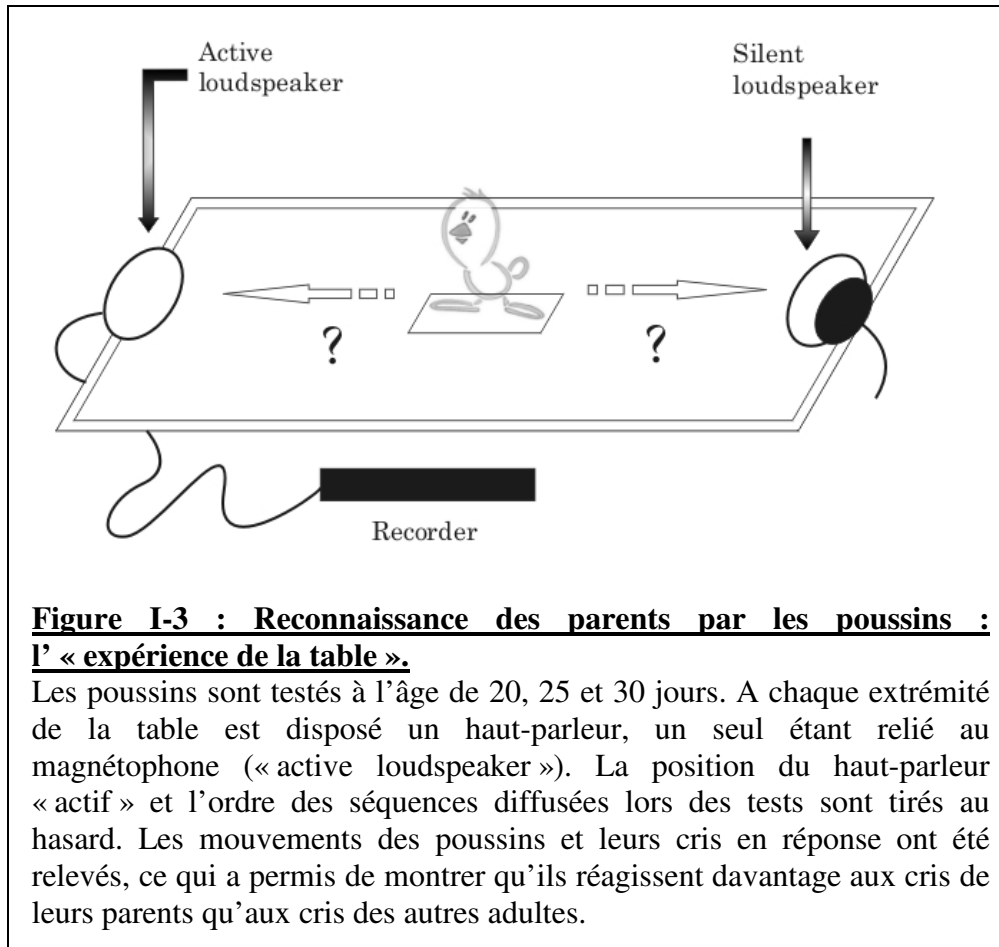 Active
loudspeaker
Silent
loudspeaker
?
?
Recorder
Figure I-3 : Reconnaissance des parents par les poussins :
l’ « expérience de la table ».
Les poussins sont testés à l’âge de 20, 25 et 30 jours. A chaque extrémité
de la table est disposé un haut-parleur, un seul étant relié au
magnétophone (« active loudspeaker »). La position du haut-parleur
« actif » et l’ordre des séquences diffusées lors des tests sont tirés au
hasard. Les mouvements des poussins et leurs cris en réponse ont été
relevés, ce qui a permis de montrer qu’ils réagissent davantage aux cris de
leurs parents qu’aux cris des autres adultes.